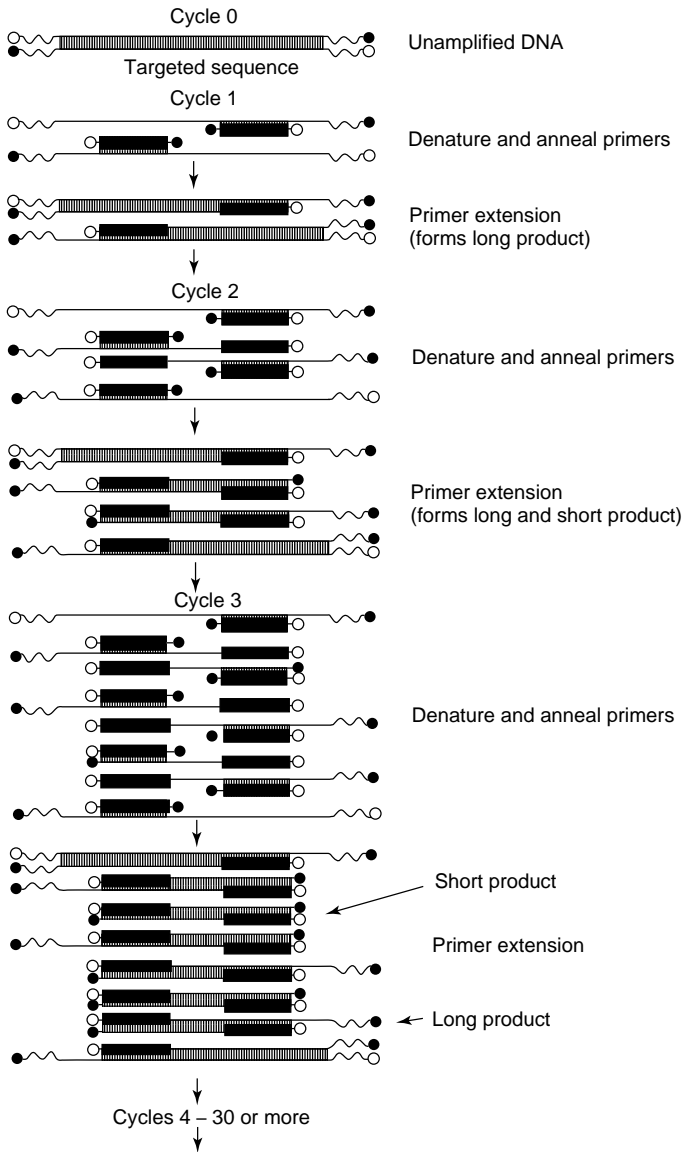 Cycle 0
Unamplified DNA
Targeted sequence
Cycle 1
Denature and anneal primers
Primer extension
(forms long product)
Cycle 2
Denature and anneal primers
Primer extension
(forms long and short product)
Cycle 3
Denature and anneal primers
Short product
Primer extension
Long product
Cycles 4 – 30 or more